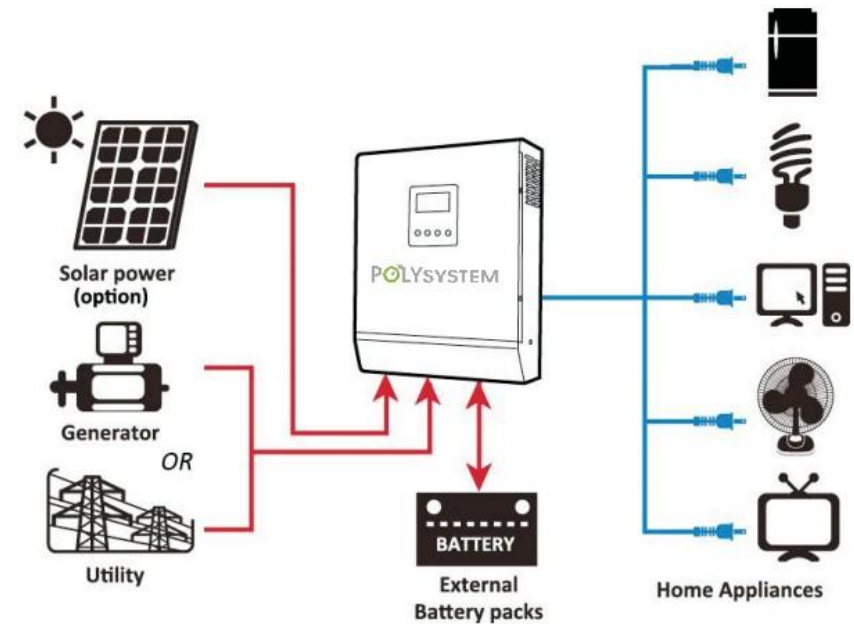 Solar power
(option)
Generator
OR
Utility
POLYSYSTEM
BATTERY
External
Battery packs
Home Appliances